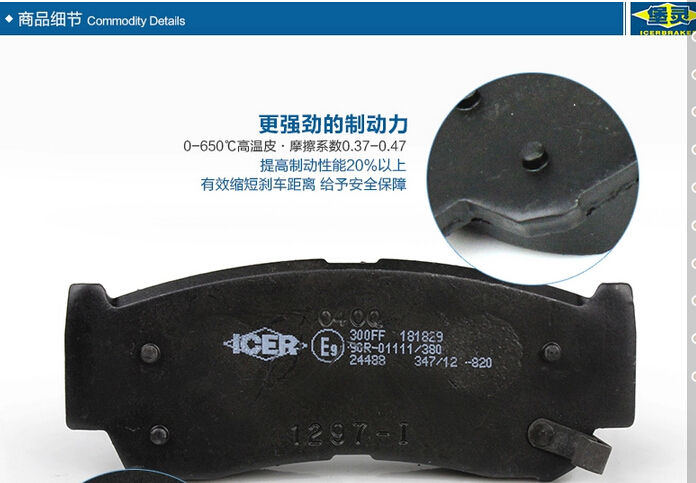 商品细节 Commodity Details
堡灵
ICERBRAKE
更强劲的制动力
0-650℃高温皮·摩擦系数0.37-0.47
提高制动性能20%以上
有效缩短刹车距离 给予安全保障
040Q
ICER E9 300FF 181829
90R-01111/380
24488 347/12 -820
1297-I